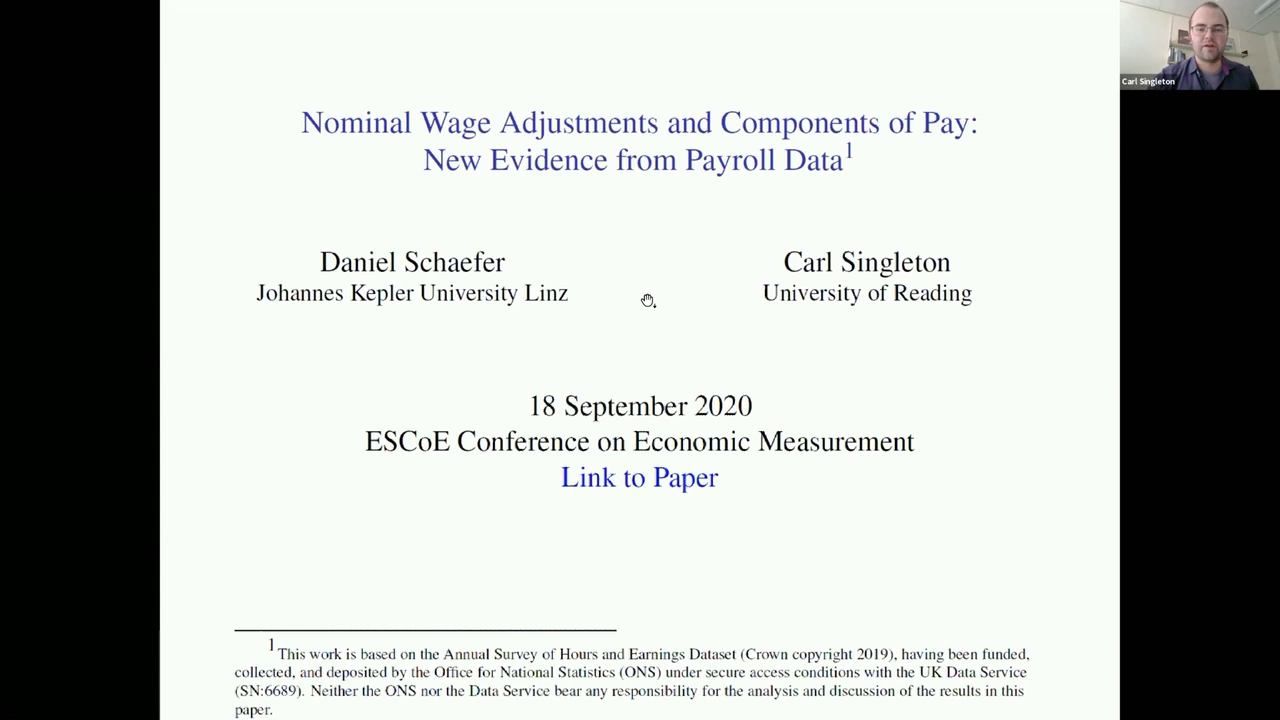 Nominal Wage Adjustments and Components of Pay:
New Evidence from Payroll Data1
Daniel Schaefer
Johannes Kepler University Linz
Carl Singleton
University of Reading
18 September 2020
ESCoE Conference on Economic Measurement
Link to Paper
1This work is based on the Annual Survey of Hours and Earnings Dataset (Crown copyright 2019), having been funded,
collected, and deposited by the Office for National Statistics (ONS) under secure access conditions with the UK Data Service
(SN:6689). Neither the ONS nor the Data Service bear any responsibility for the analysis and discussion of the results in this
paper.
Carl Singleton